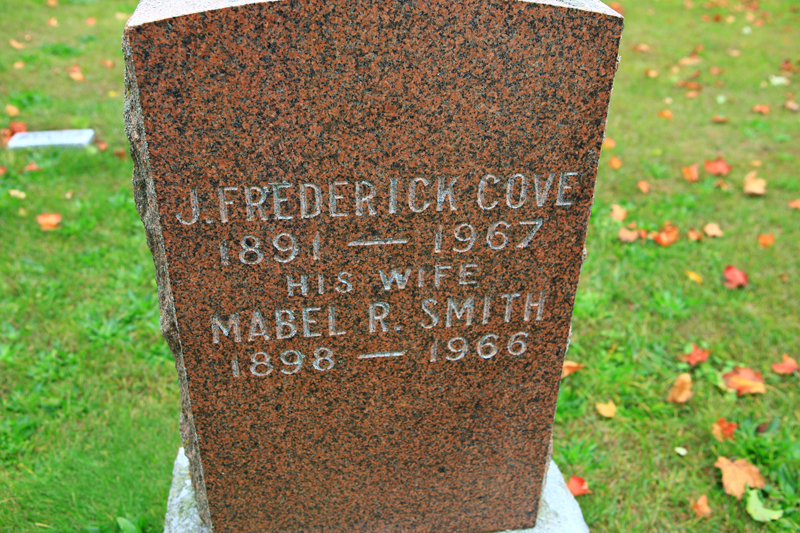 J. FREDERICK COVE
1891 — 1967
HIS WIFE
MABEL R. SMITH
1898 — 1966